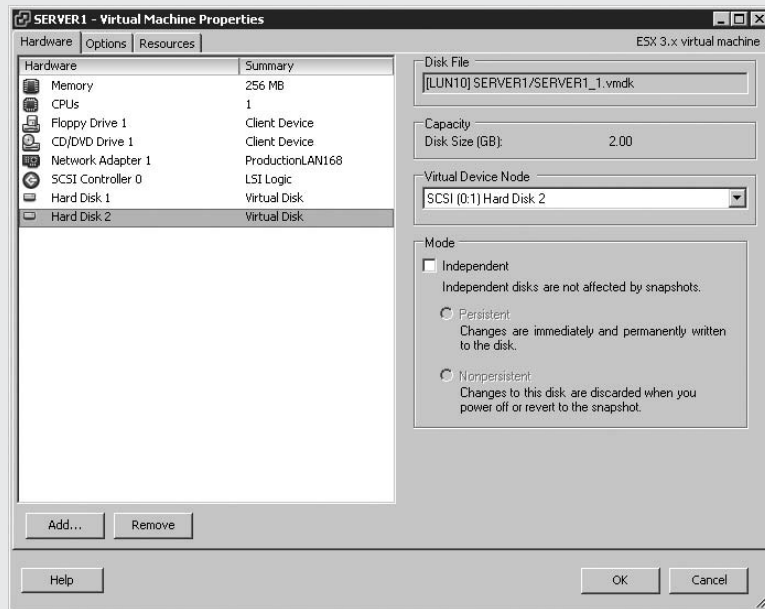 SERVER1 - Virtual Machine Properties
Hardware Options Resources
ESX 3.x virtual machine
Hardware Summary
Memory 256 MB
CPUs 1
Floppy Drive 1 Client Device
CD/DVD Drive 1 Client Device
Network Adapter 1 ProductionLAN168
SCSI Controller 0 LSI Logic
Hard Disk 1 Virtual Disk
Hard Disk 2 Virtual Disk
Add...
Remove
Disk File
[LUN10] SERVER1/SERVER1_1.vmdk
Capacity
Disk Size (GB): 2.00
Virtual Device Node
SCSI (0:1) Hard Disk 2
Mode
Independent
Independent disks are not affected by snapshots.
Persistent
Changes are immediately and permanently written
to the disk.
Nonpersistent
Changes to this disk are discarded when you
power off or revert to the snapshot.
Help
OK
Cancel